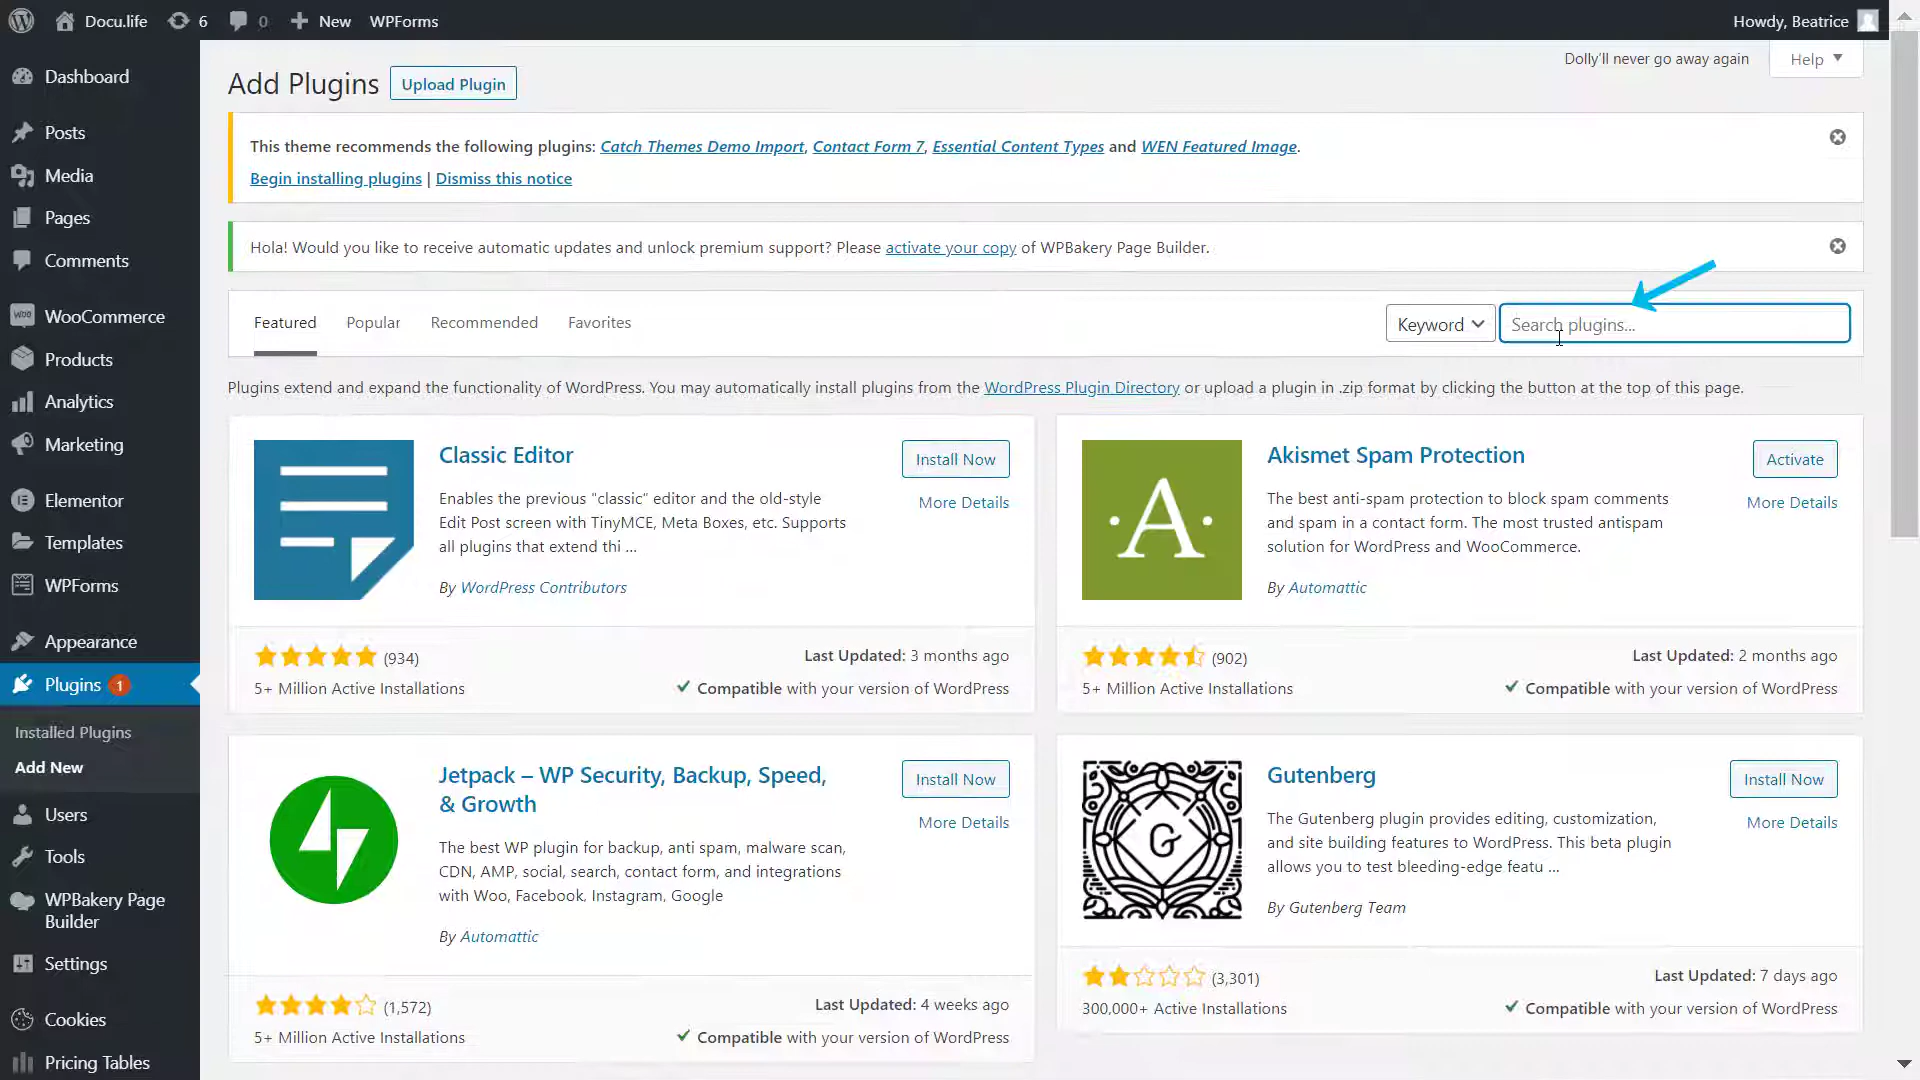 Docu.life 6 0 New WPForms Howdy, Beatrice
Dashboard
Posts
Media
Pages
Comments
WooCommerce
Products
Analytics
Marketing
Elementor
Templates
WPForms
Appearance
Plugins 1
Installed Plugins
Add New
Users
Tools
WPBakery Page
Builder
Settings
Cookies
Pricing Tables
Dolly'll never go away again
Help
Add Plugins Upload Plugin
This theme recommends the following plugins: Catch Themes Demo Import, Contact Form 7, Essential Content Types and WEN Featured Image.
Begin installing plugins | Dismiss this notice
Hola! Would you like to receive automatic updates and unlock premium support? Please activate your copy of WPBakery Page Builder.
Featured Popular Recommended Favorites Keyword Search plugins...
Plugins extend and expand the functionality of WordPress. You may automatically install plugins from the WordPress Plugin Directory or upload a plugin in .zip format by clicking the button at the top of this page.
Classic Editor
Install Now
More Details
Enables the previous "classic" editor and the old-style
Edit Post screen with TinyMCE, Meta Boxes, etc. Supports
all plugins that extend thi ...
By WordPress Contributors
(934)
Last Updated: 3 months ago
5+ Million Active Installations
Compatible with your version of WordPress
A
Akismet Spam Protection
Activate
More Details
The best anti-spam protection to block spam comments
and spam in a contact form. The most trusted antispam
solution for WordPress and WooCommerce.
By Automattic
(902)
Last Updated: 2 months ago
5+ Million Active Installations
Compatible with your version of WordPress
Jetpack – WP Security, Backup, Speed,
& Growth
Install Now
More Details
The best WP plugin for backup, anti spam, malware scan,
CDN, AMP, social, search, contact form, and integrations
with Woo, Facebook, Instagram, Google
By Automattic
(1,572)
Last Updated: 4 weeks ago
5+ Million Active Installations
Compatible with your version of WordPress
G
Gutenberg
Install Now
More Details
The Gutenberg plugin provides editing, customization,
and site building features to WordPress. This beta plugin
allows you to test bleeding-edge featu ...
By Gutenberg Team
(3,301)
Last Updated: 7 days ago
300,000+ Active Installations
Compatible with your version of WordPress